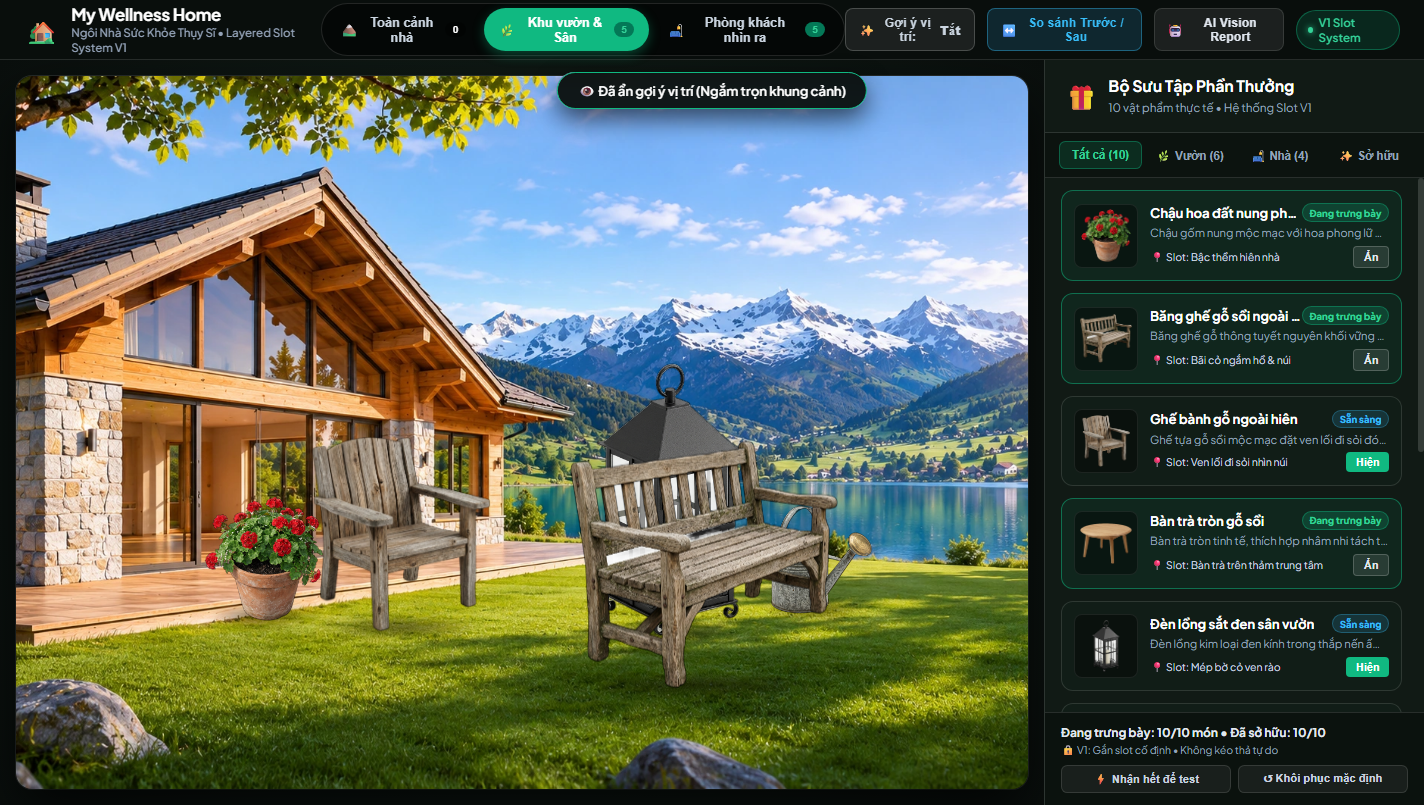 My Wellness Home
Ngôi Nhà Sức Khỏe Thụy Sĩ • Layered Slot
System V1
Toàn cảnh
nhà
0
Khu vườn &
Sân
5
Phòng khách
nhìn ra
5
Gợi ý vị
trí:
Tắt
So sánh Trước /
Sau
AI Vision
Report
V1 Slot
System
Đã ẩn gợi ý vị trí (Ngắm trọn khung cảnh)
Bộ Sưu Tập Phần Thưởng
10 vật phẩm thực tế • Hệ thống Slot V1
Tất cả (10)
Vườn (6)
Nhà (4)
Sở hữu
Chậu hoa đất nung ph...
Đang trưng bày
Chậu gốm nung mộc mạc với hoa phong lữ ...
Slot: Bậc thềm hiên nhà
Ẩn
Băng ghế gỗ sồi ngoài ...
Đang trưng bày
Băng ghế gỗ thông tuyết nguyên khối vững ...
Slot: Bãi cỏ ngắm hồ & núi
Ẩn
Ghế bành gỗ ngoài hiên
Sẵn sàng
Ghế tựa gỗ sồi mộc mạc đặt ven lối đi sỏi đó...
Slot: Ven lối đi sỏi nhìn núi
Hiện
Bàn trà tròn gỗ sồi
Đang trưng bày
Bàn trà tròn tinh tế, thích hợp nhâm nhi tách t...
Slot: Bàn trà trên thảm trung tâm
Ẩn
Đèn lồng sắt đen sân vườn
Sẵn sàng
Đèn lồng kim loại đen kính trong thắp nến ấ...
Slot: Mép bờ cỏ ven rào
Hiện
Đang trưng bày: 10/10 món • Đã sở hữu: 10/10
V1: Gắn slot cố định • Không kéo thả tự do
Nhận hết để test
↺ Khôi phục mặc định